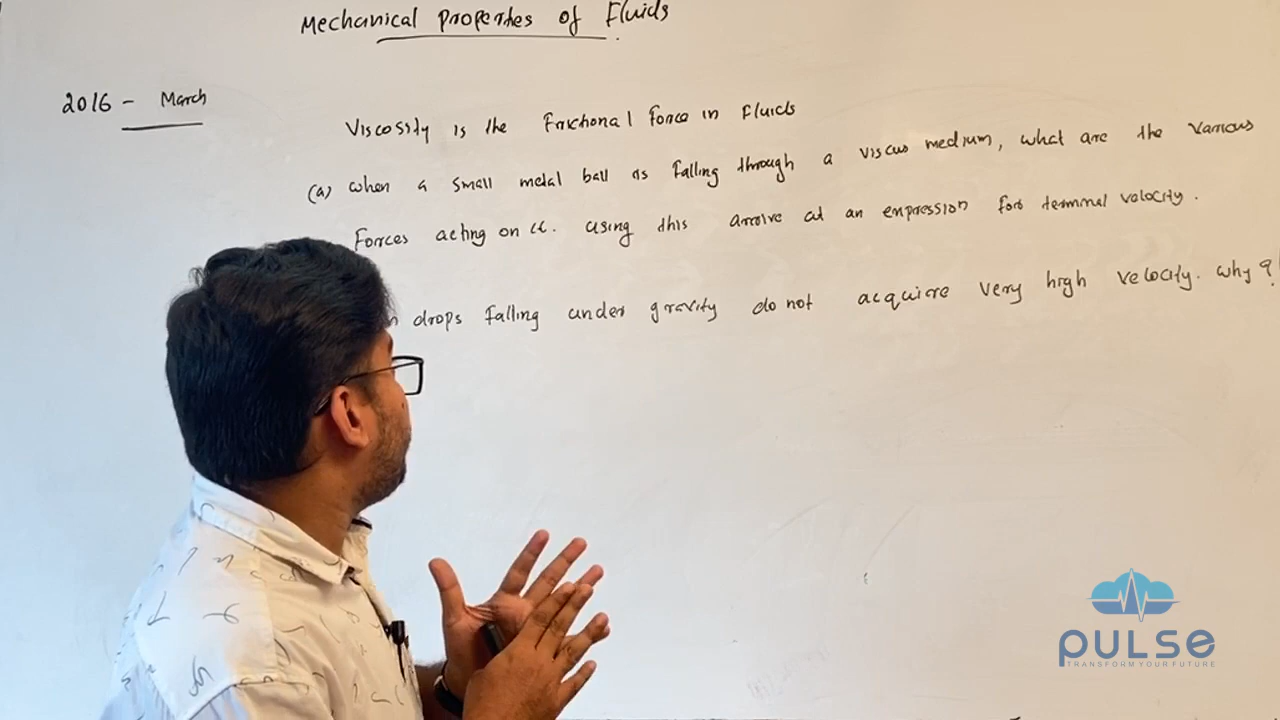 Mechanical Properties of Fluids
2016 - March
Viscosity is the Frictional Force in Fluids
(a) When a small metal ball is falling through a viscus medium, what are the various
Forces acting on it. Using this arrive at an expression for terminal velocity.
drops falling under gravity do not acquire very high velocity. why?
PULSE
TRANSFORM YOUR FUTURE